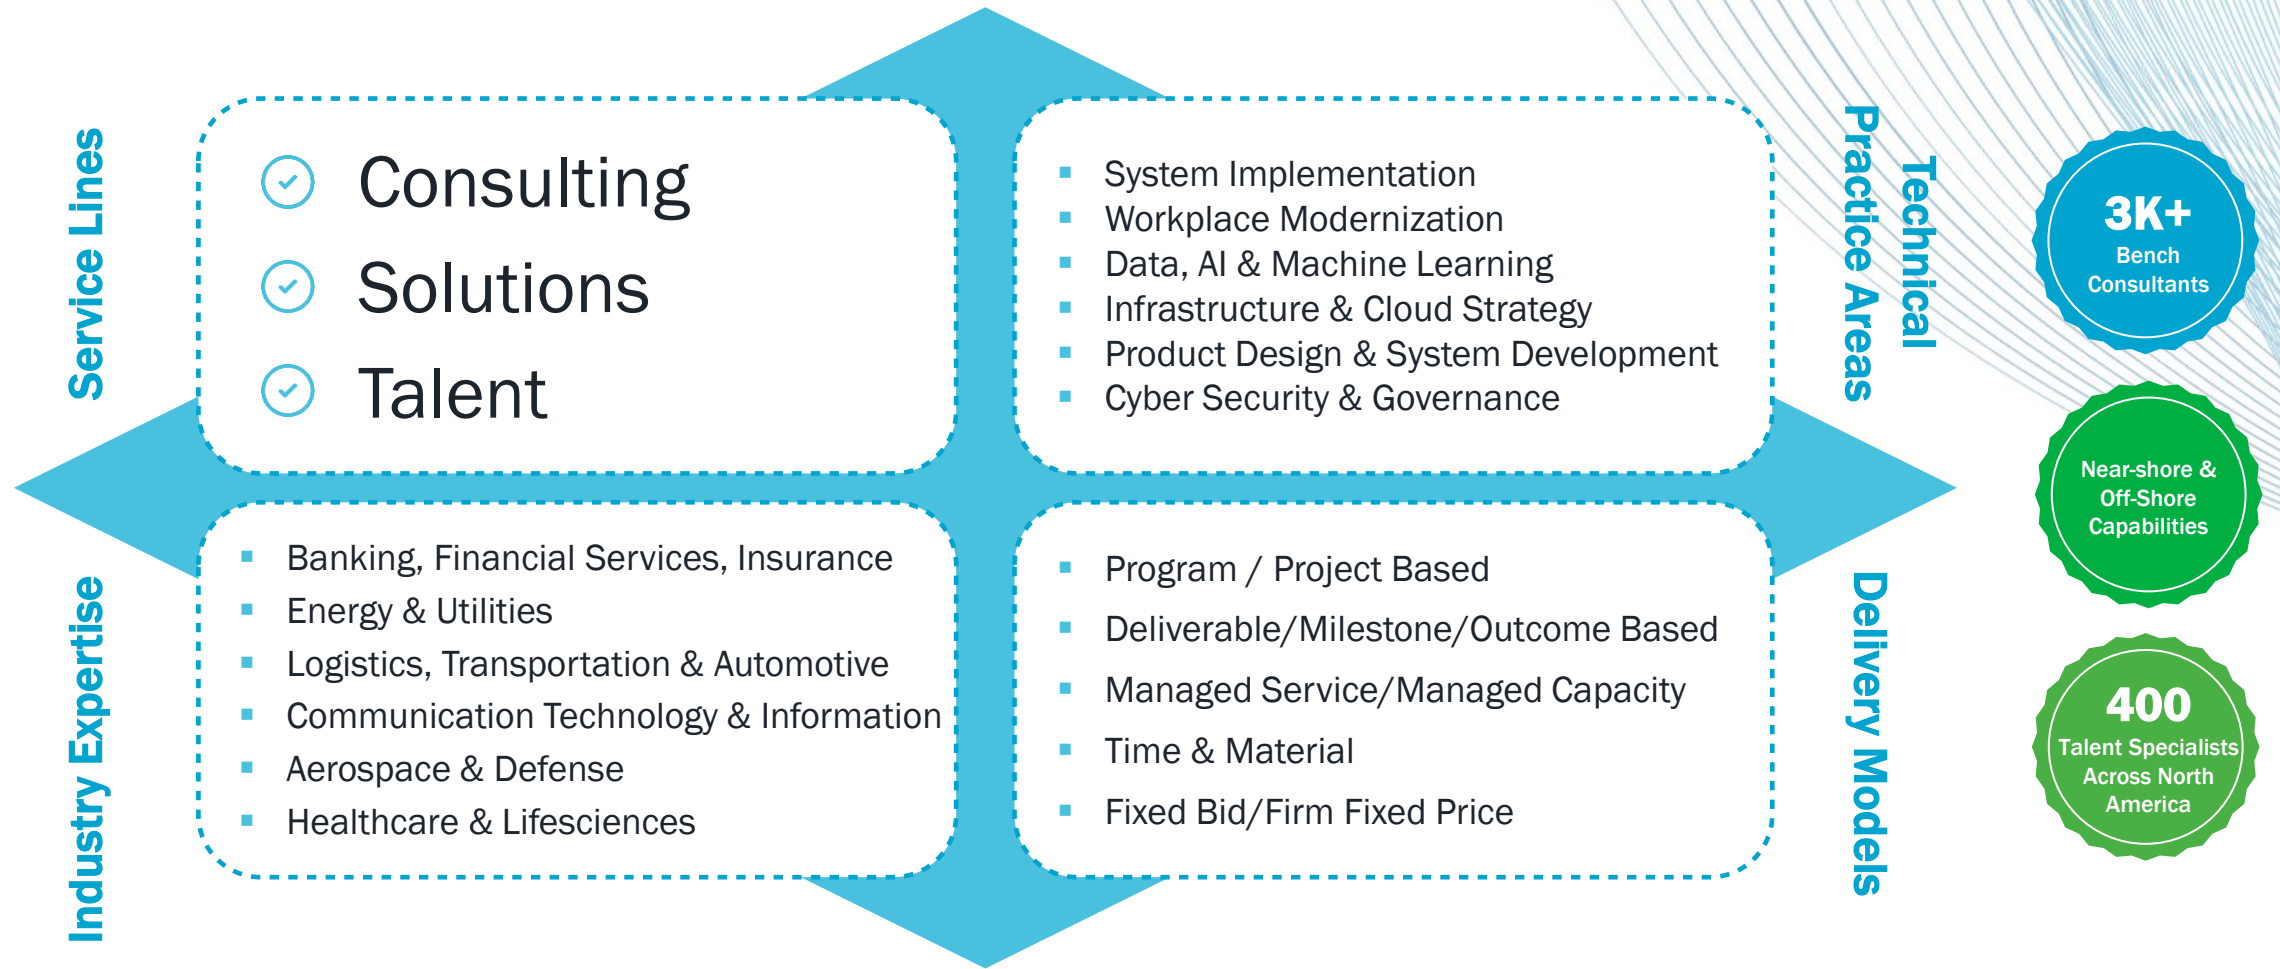 Service Lines
Consulting
Solutions
Talent
Technical
Practice Areas
System Implementation
Workplace Modernization
Data, AI & Machine Learning
Infrastructure & Cloud Strategy
Product Design & System Development
Cyber Security & Governance
Industry Expertise
Banking, Financial Services, Insurance
Energy & Utilities
Logistics, Transportation & Automotive
Communication Technology & Information
Aerospace & Defense
Healthcare & Lifesciences
Delivery Models
Program / Project Based
Deliverable/Milestone/Outcome Based
Managed Service/Managed Capacity
Time & Material
Fixed Bid/Firm Fixed Price
3K+
Bench
Consultants
Near-shore &
Off-Shore
Capabilities
400
Talent Specialists
Across North
America